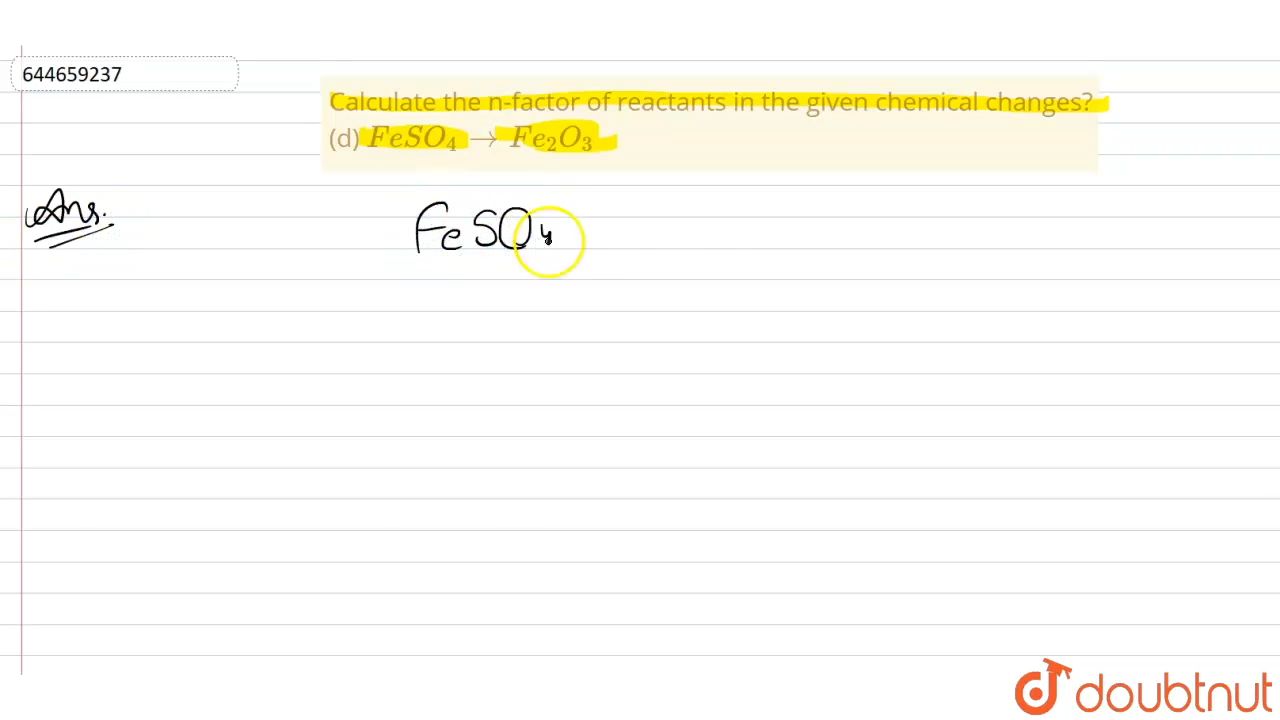 644659237
Calculate the n-factor of reactants in the given chemical changes?
(d) FeSO₄ → Fe₂O₃
Ans.
FeSO₄
doubtnut